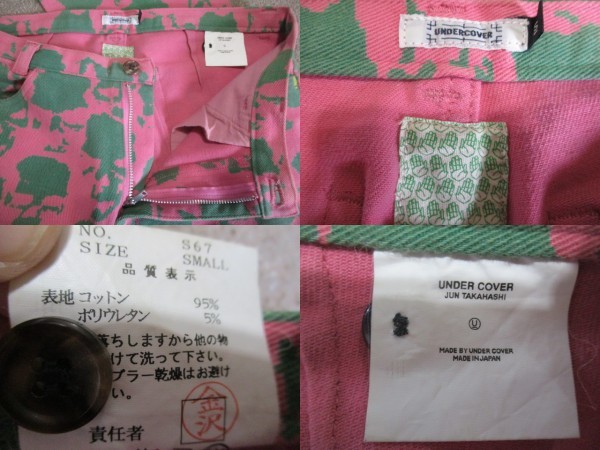 UNDERCOVER
NO. S67
SIZE SMALL
品質表示
表地 コットン 95%
ポリウレタン 5%
落ちしますから他の物
けて洗って下さい。
ブラー乾燥はお避け
い。
責任者
金沢
UNDER COVER
JUN TAKAHASHI
U
MADE BY UNDER COVER
MADE IN JAPAN